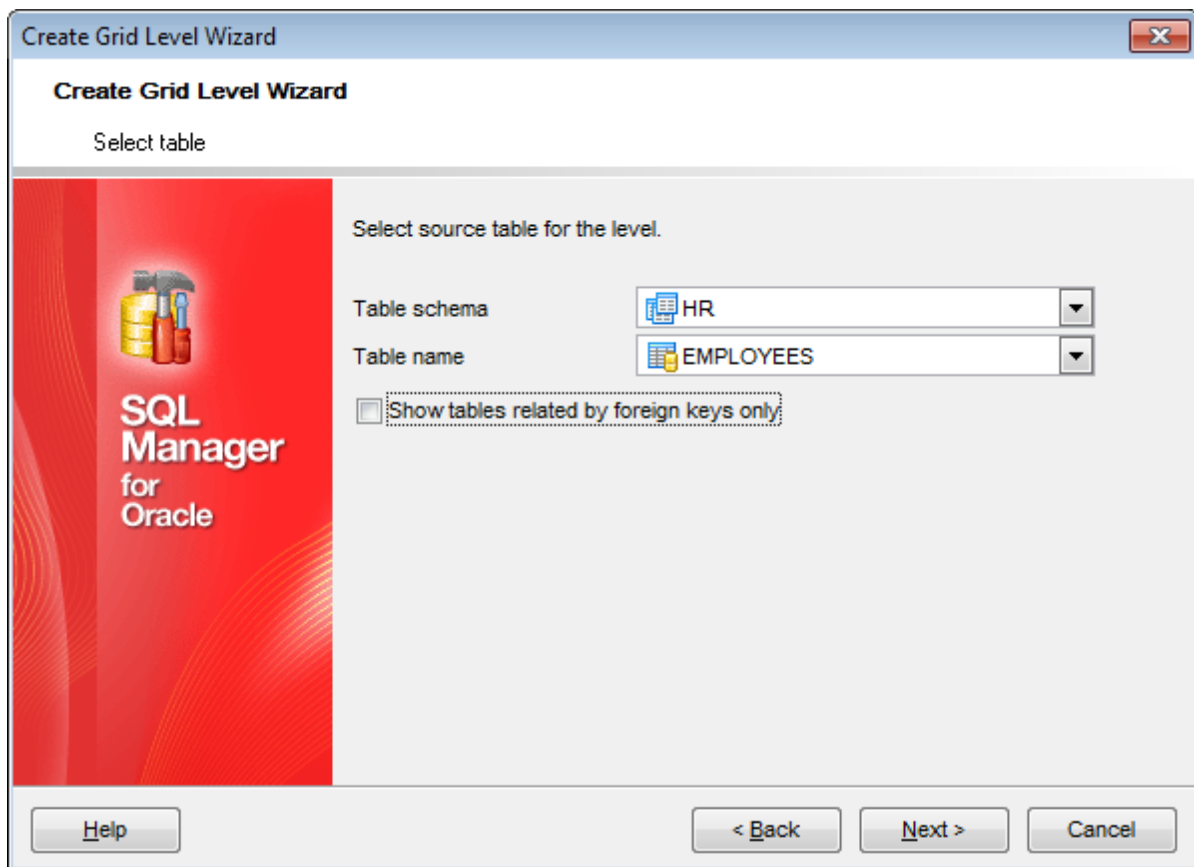 Create Grid Level Wizard
Create Grid Level Wizard
Select table
Select source table for the level.
Table schema HR
Table name EMPLOYEES
Show tables related by foreign keys only
SQL
Manager
for
Oracle
Help < Back Next > Cancel